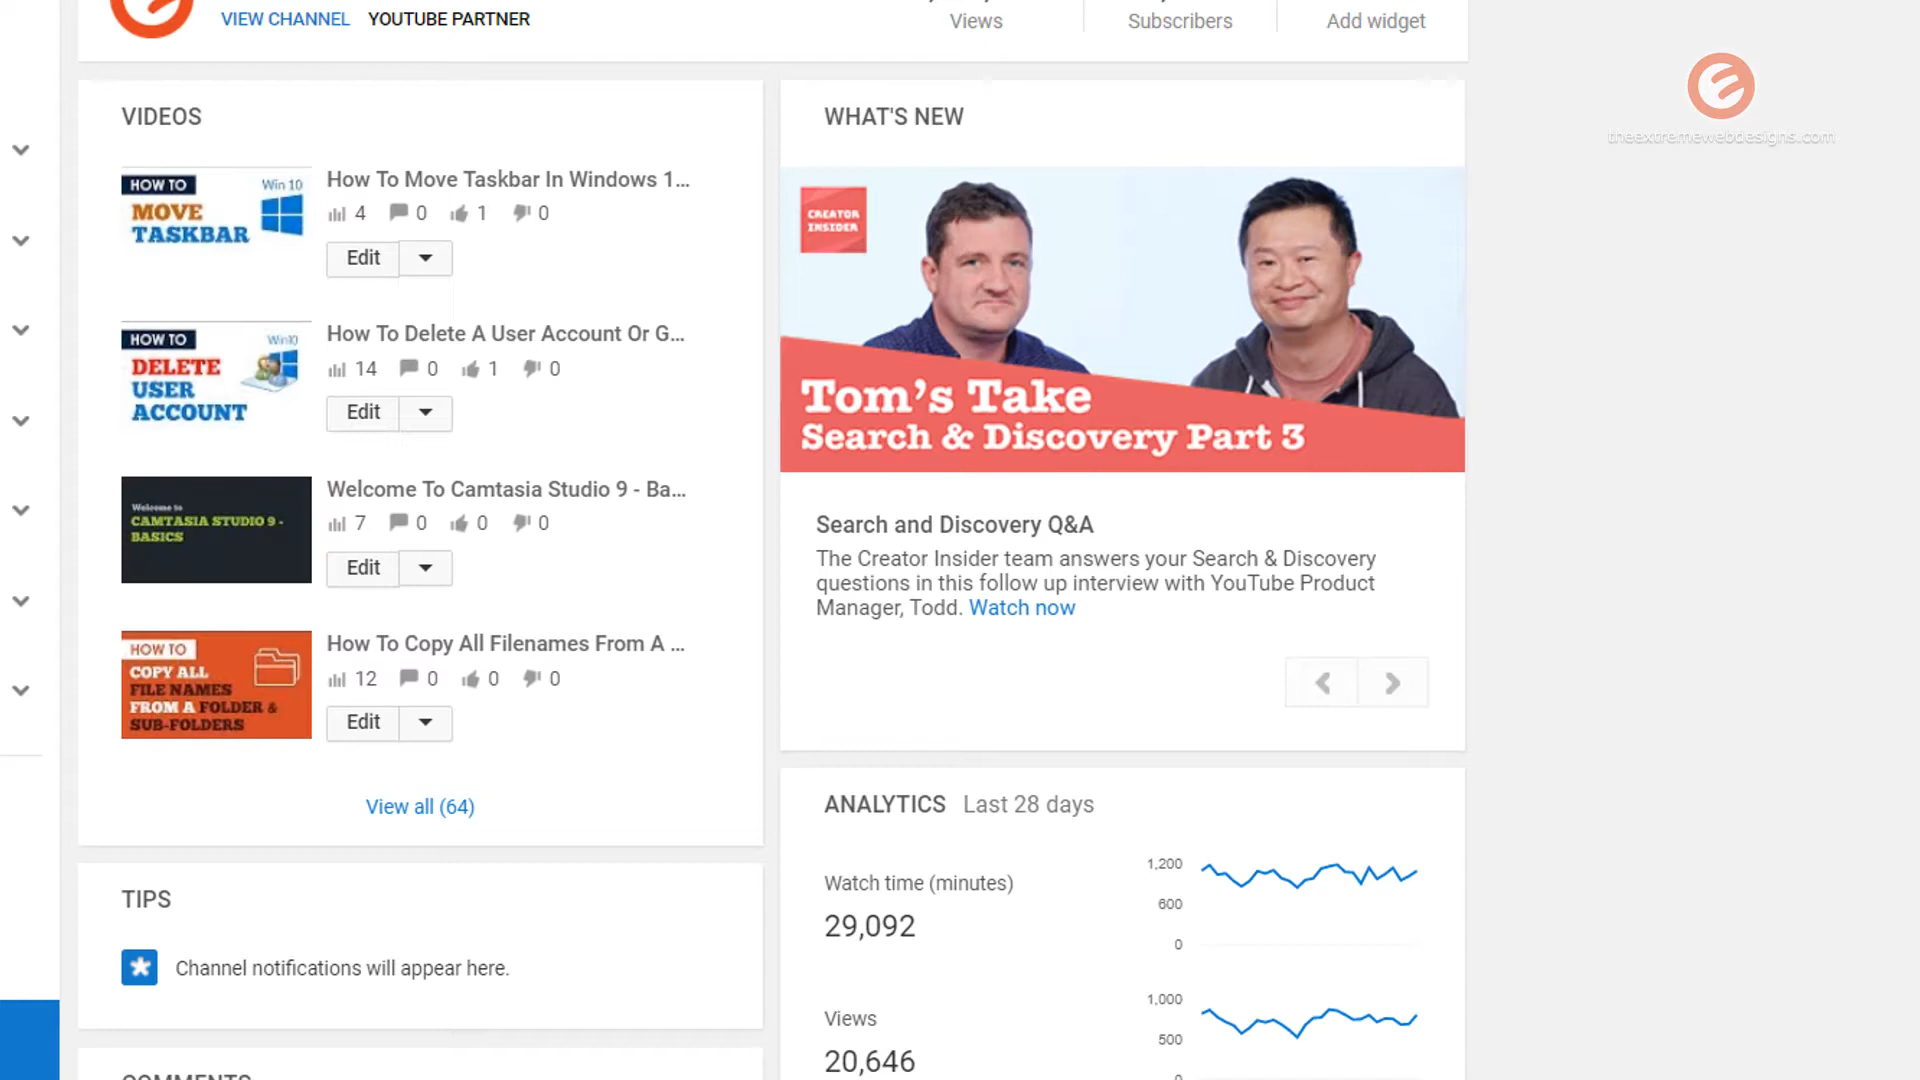 VIEW CHANNEL YOUTUBE PARTNER
Views
Subscribers
Add widget
theextremewebdesigns.com
VIDEOS
HOW TO
MOVE
TASKBAR
Win 10
How To Move Taskbar In Windows 1...
4 0 1 0
Edit
HOW TO
DELETE
USER
ACCOUNT
Win10
How To Delete A User Account Or G...
14 0 1 0
Edit
Welcome to
CAMTASIA STUDIO 9 -
BASICS
Welcome To Camtasia Studio 9 - Ba...
7 0 0 0
Edit
HOW TO
COPY ALL
FILE NAMES
FROM A FOLDER &
SUB-FOLDERS
How To Copy All Filenames From A ...
12 0 0 0
Edit
View all (64)
TIPS
Channel notifications will appear here.
COMMENTS
WHAT'S NEW
CREATOR
INSIDER
Tom's Take
Search & Discovery Part 3
Search and Discovery Q&A
The Creator Insider team answers your Search & Discovery
questions in this follow up interview with YouTube Product
Manager, Todd. Watch now
ANALYTICS Last 28 days
Watch time (minutes)
29,092
1,200
600
0
Views
20,646
1,000
500
0